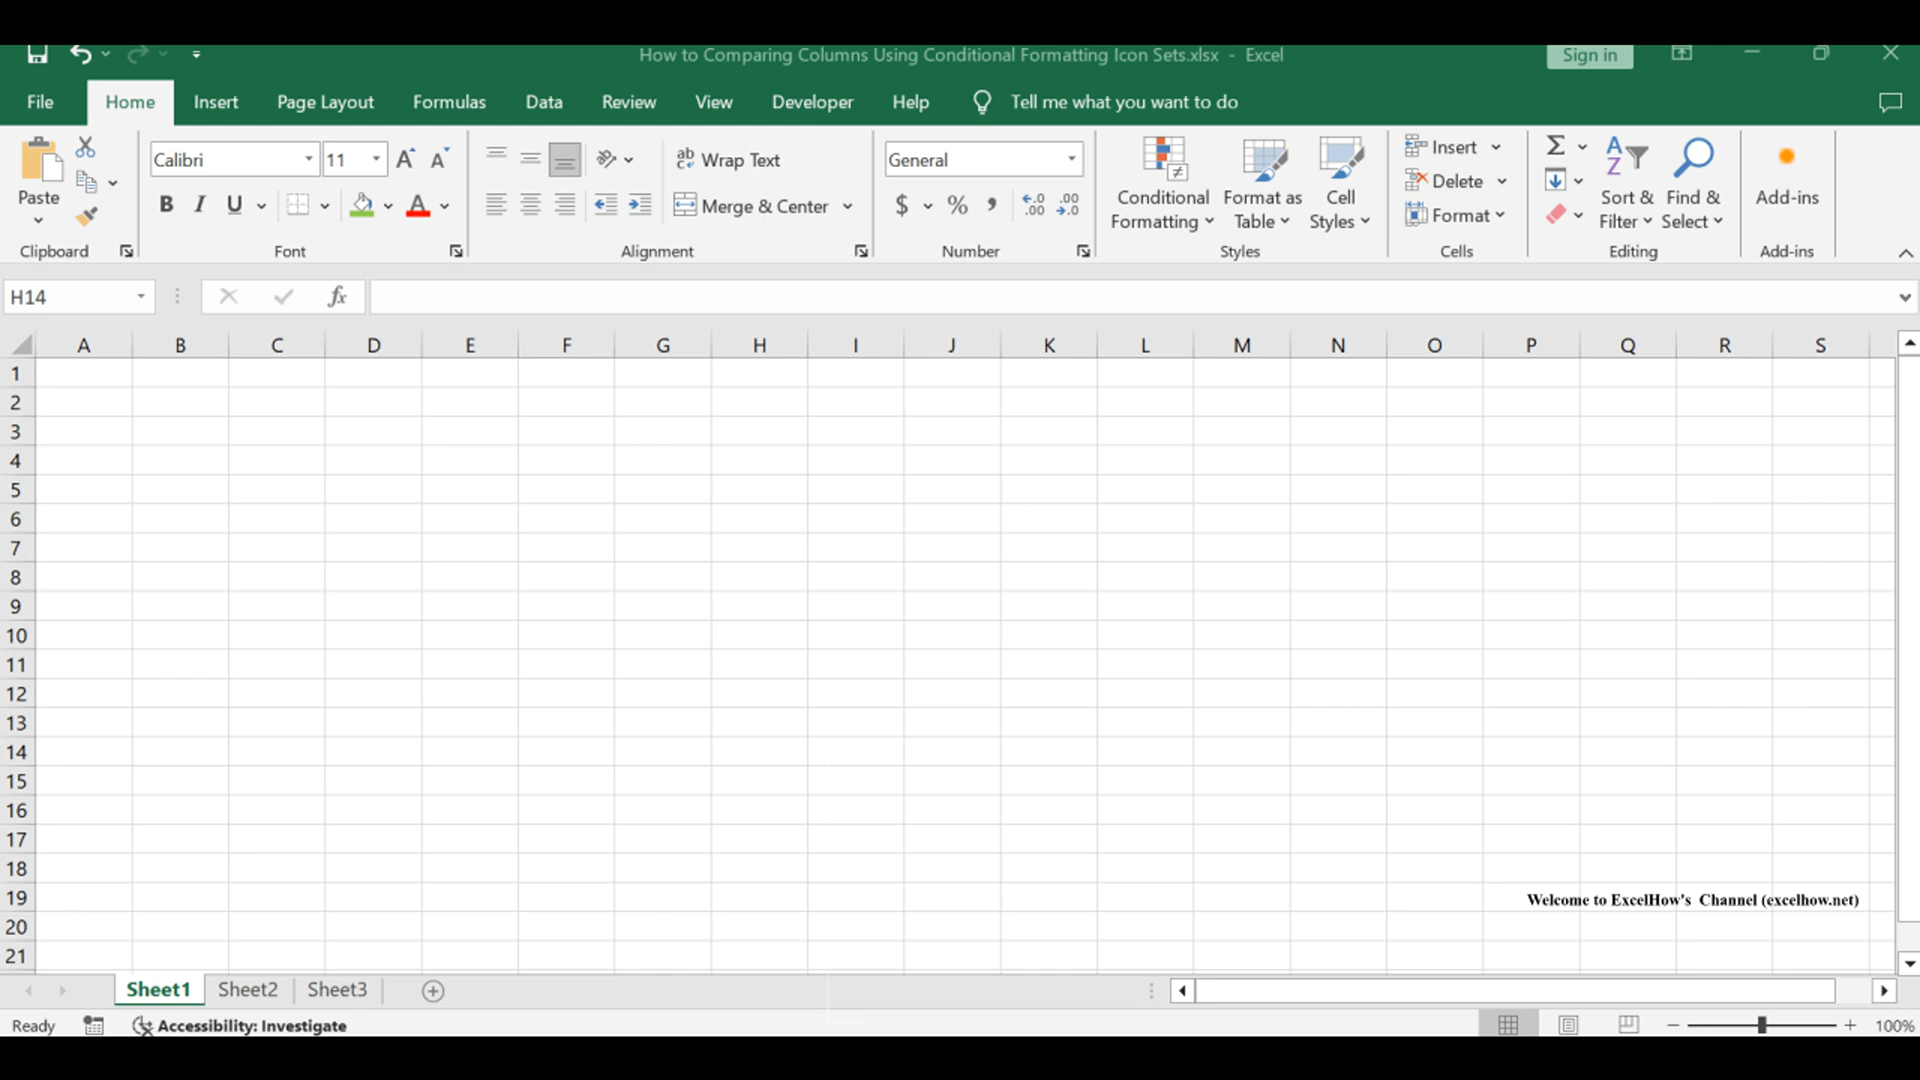 How to Comparing Columns Using Conditional Formatting Icon Sets.xlsx - Excel
Sign in
File Home Insert Page Layout Formulas Data Review View Developer Help Tell me what you want to do
Paste
Clipboard
Calibri 11
B I U A
Font
Wrap Text
Merge & Center
Alignment
General
$ % ,
Number
Conditional Formatting
Format as Table
Cell Styles
Styles
Insert
Delete
Format
Cells
Sort & Filter
Find & Select
Editing
Add-ins
Add-ins
H14 fx
A B C D E F G H I J K L M N O P Q R S
1
2
3
4
5
6
7
8
9
10
11
12
13
14
15
16
17
18
19
Welcome to ExcelHow's Channel (excelhow.net)
20
21
Sheet1 Sheet2 Sheet3
Ready Accessibility: Investigate 100%